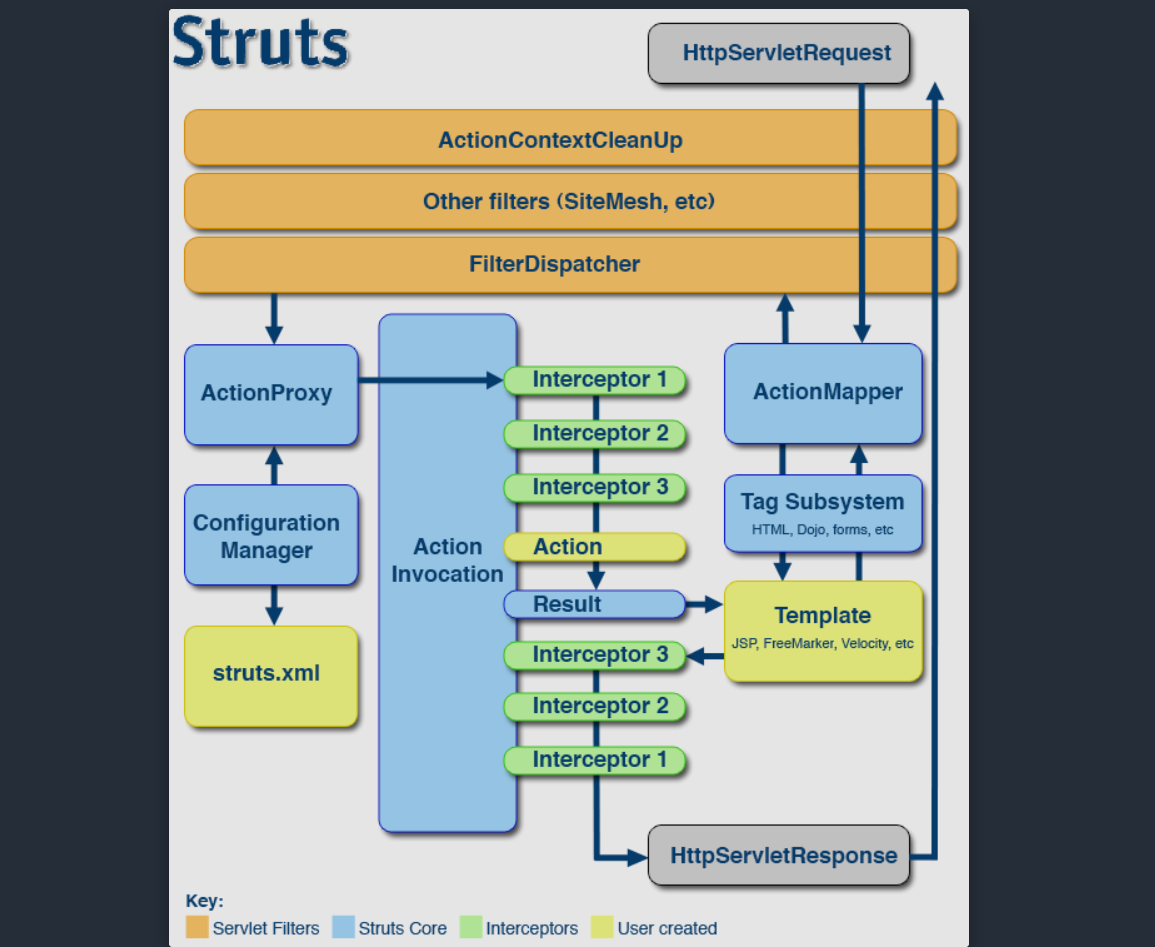 Struts
HttpServletRequest
ActionContextCleanUp
Other filters (SiteMesh, etc)
FilterDispatcher
ActionProxy
Interceptor 1
ActionMapper
Interceptor 2
Interceptor 3
Configuration
Manager
Tag Subsystem
HTML, Dojo, forms, etc
Action
Invocation
Action
Result
Template
JSP, FreeMarker, Velocity, etc
struts.xml
Interceptor 3
Interceptor 2
Interceptor 1
HttpServletResponse
Key:
Servlet Filters
Struts Core
Interceptors
User created